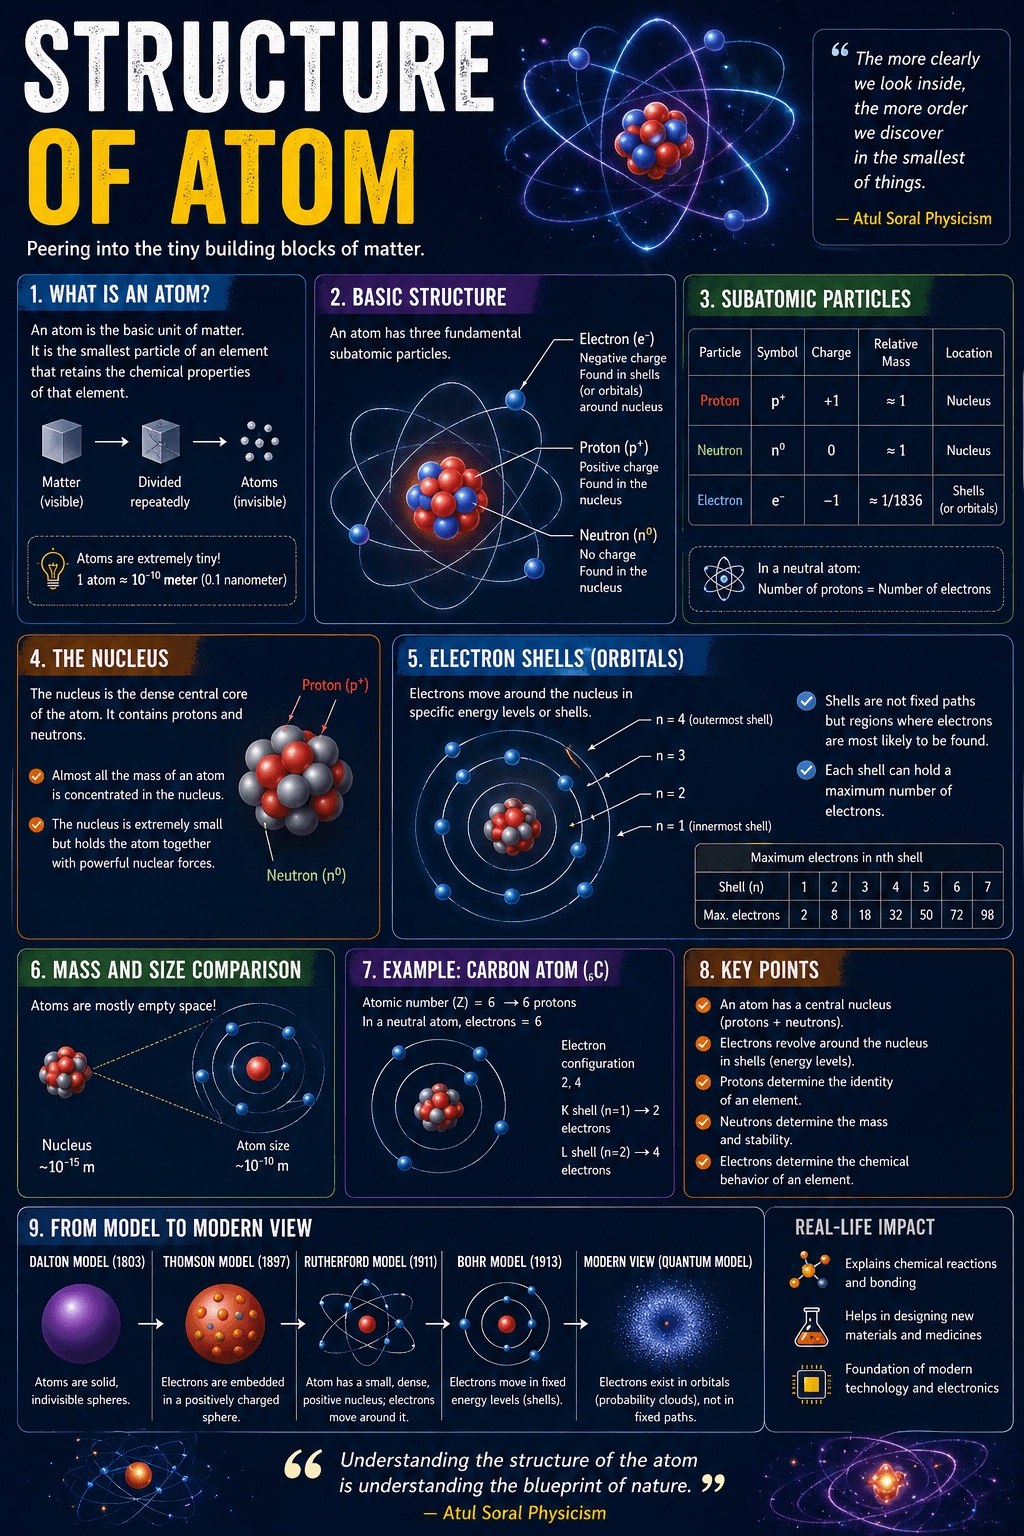 STRUCTURE
OF ATOM
Peering into the tiny building blocks of matter.
“ The more clearly
we look inside,
the more order
we discover
in the smallest
of things.
— Atul Soral Physicism
1. WHAT IS AN ATOM?
An atom is the basic unit of matter.
It is the smallest particle of an element
that retains the chemical properties
of that element.
Matter
(visible)
Divided
repeatedly
Atoms
(invisible)
Atoms are extremely tiny!
1 atom ≈ 10⁻¹⁰ meter (0.1 nanometer)
2. BASIC STRUCTURE
An atom has three fundamental
subatomic particles.
Electron (e⁻)
Negative charge
Found in shells
(or orbitals)
around nucleus
Proton (p⁺)
Positive charge
Found in the
nucleus
Neutron (n⁰)
No charge
Found in the
nucleus
3. SUBATOMIC PARTICLES
Particle Symbol Charge Relative Mass Location
Proton p⁺ +1 ≈ 1 Nucleus
Neutron n⁰ 0 ≈ 1 Nucleus
Electron e⁻ −1 ≈ 1/1836 Shells (or orbitals)
In a neutral atom:
Number of protons = Number of electrons
4. THE NUCLEUS
The nucleus is the dense central core
of the atom. It contains protons and
neutrons.
Almost all the mass of an atom
is concentrated in the nucleus.
The nucleus is extremely small
but holds the atom together
with powerful nuclear forces.
Proton (p⁺)
Neutron (n⁰)
5. ELECTRON SHELLS (ORBITALS)
Electrons move around the nucleus in
specific energy levels or shells.
n = 4 (outermost shell)
n = 3
n = 2
n = 1 (innermost shell)
Shells are not fixed paths
but regions where electrons
are most likely to be found.
Each shell can hold a
maximum number of
electrons.
Maximum electrons in nth shell
Shell (n) 1 2 3 4 5 6 7
Max. electrons 2 8 18 32 50 72 98
6. MASS AND SIZE COMPARISON
Atoms are mostly empty space!
Nucleus
~10⁻¹⁵ m
Atom size
~10⁻¹⁰ m
7. EXAMPLE: CARBON ATOM (₆C)
Atomic number (Z) = 6 → 6 protons
In a neutral atom, electrons = 6
Electron
configuration
2, 4
K shell (n=1) → 2
electrons
L shell (n=2) → 4
electrons
8. KEY POINTS
An atom has a central nucleus
(protons + neutrons).
Electrons revolve around the nucleus
in shells (energy levels).
Protons determine the identity
of an element.
Neutrons determine the mass
and stability.
Electrons determine the chemical
behavior of an element.
9. FROM MODEL TO MODERN VIEW
DALTON MODEL (1803)
Atoms are solid,
indivisible spheres.
THOMSON MODEL (1897)
Electrons are embedded
in a positively charged
sphere.
RUTHERFORD MODEL (1911)
Atom has a small, dense,
positive nucleus; electrons
move around it.
BOHR MODEL (1913)
Electrons move in fixed
energy levels (shells).
MODERN VIEW (QUANTUM MODEL)
Electrons exist in orbitals
(probability clouds), not in
fixed paths.
REAL-LIFE IMPACT
Explains chemical reactions
and bonding
Helps in designing new
materials and medicines
Foundation of modern
technology and electronics
“ Understanding the structure of the atom
is understanding the blueprint of nature. ”
— Atul Soral Physicism